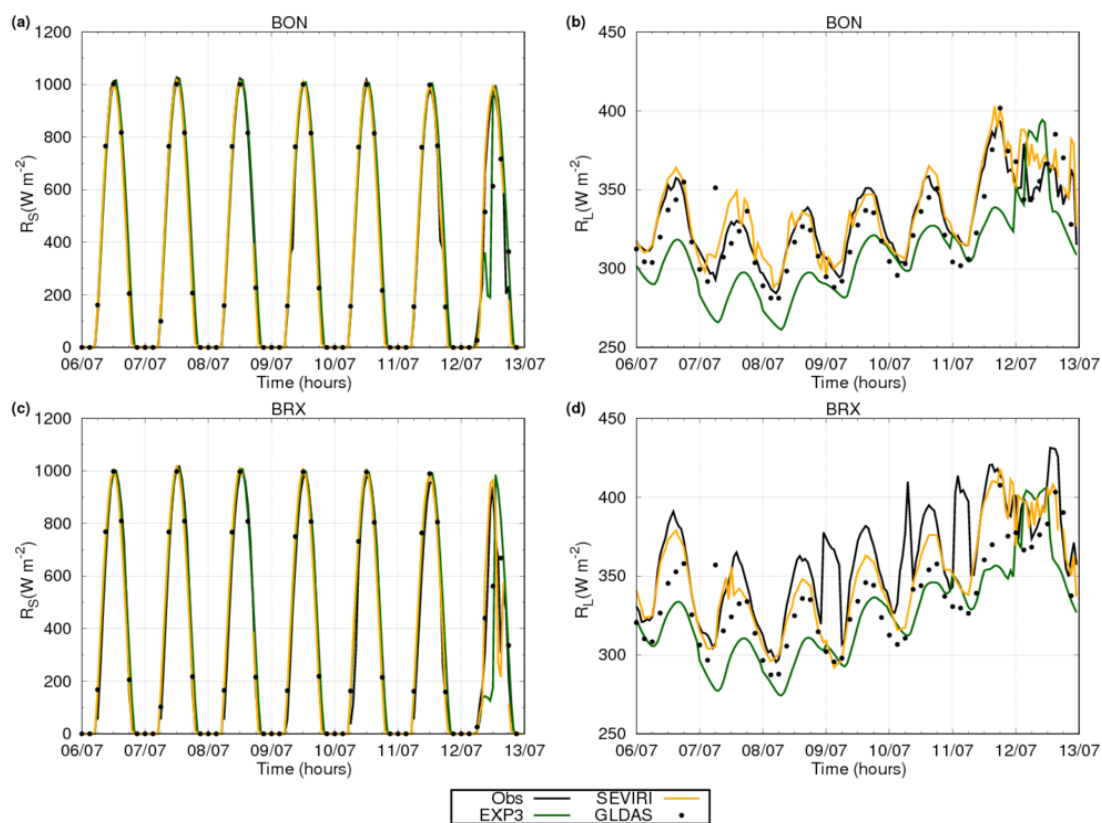 (a) BON
R_S(W m⁻²)
1200
1000
800
600
400
200
0
06/07 07/07 08/07 09/07 10/07 11/07 12/07 13/07
Time (hours)
(b) BON
R_L(W m⁻²)
450
400
350
300
250
06/07 07/07 08/07 09/07 10/07 11/07 12/07 13/07
Time (hours)
(c) BRX
R_S(W m⁻²)
1200
1000
800
600
400
200
0
06/07 07/07 08/07 09/07 10/07 11/07 12/07 13/07
Time (hours)
(d) BRX
R_L(W m⁻²)
450
400
350
300
250
06/07 07/07 08/07 09/07 10/07 11/07 12/07 13/07
Time (hours)
Obs SEVIRI
EXP3 GLDAS